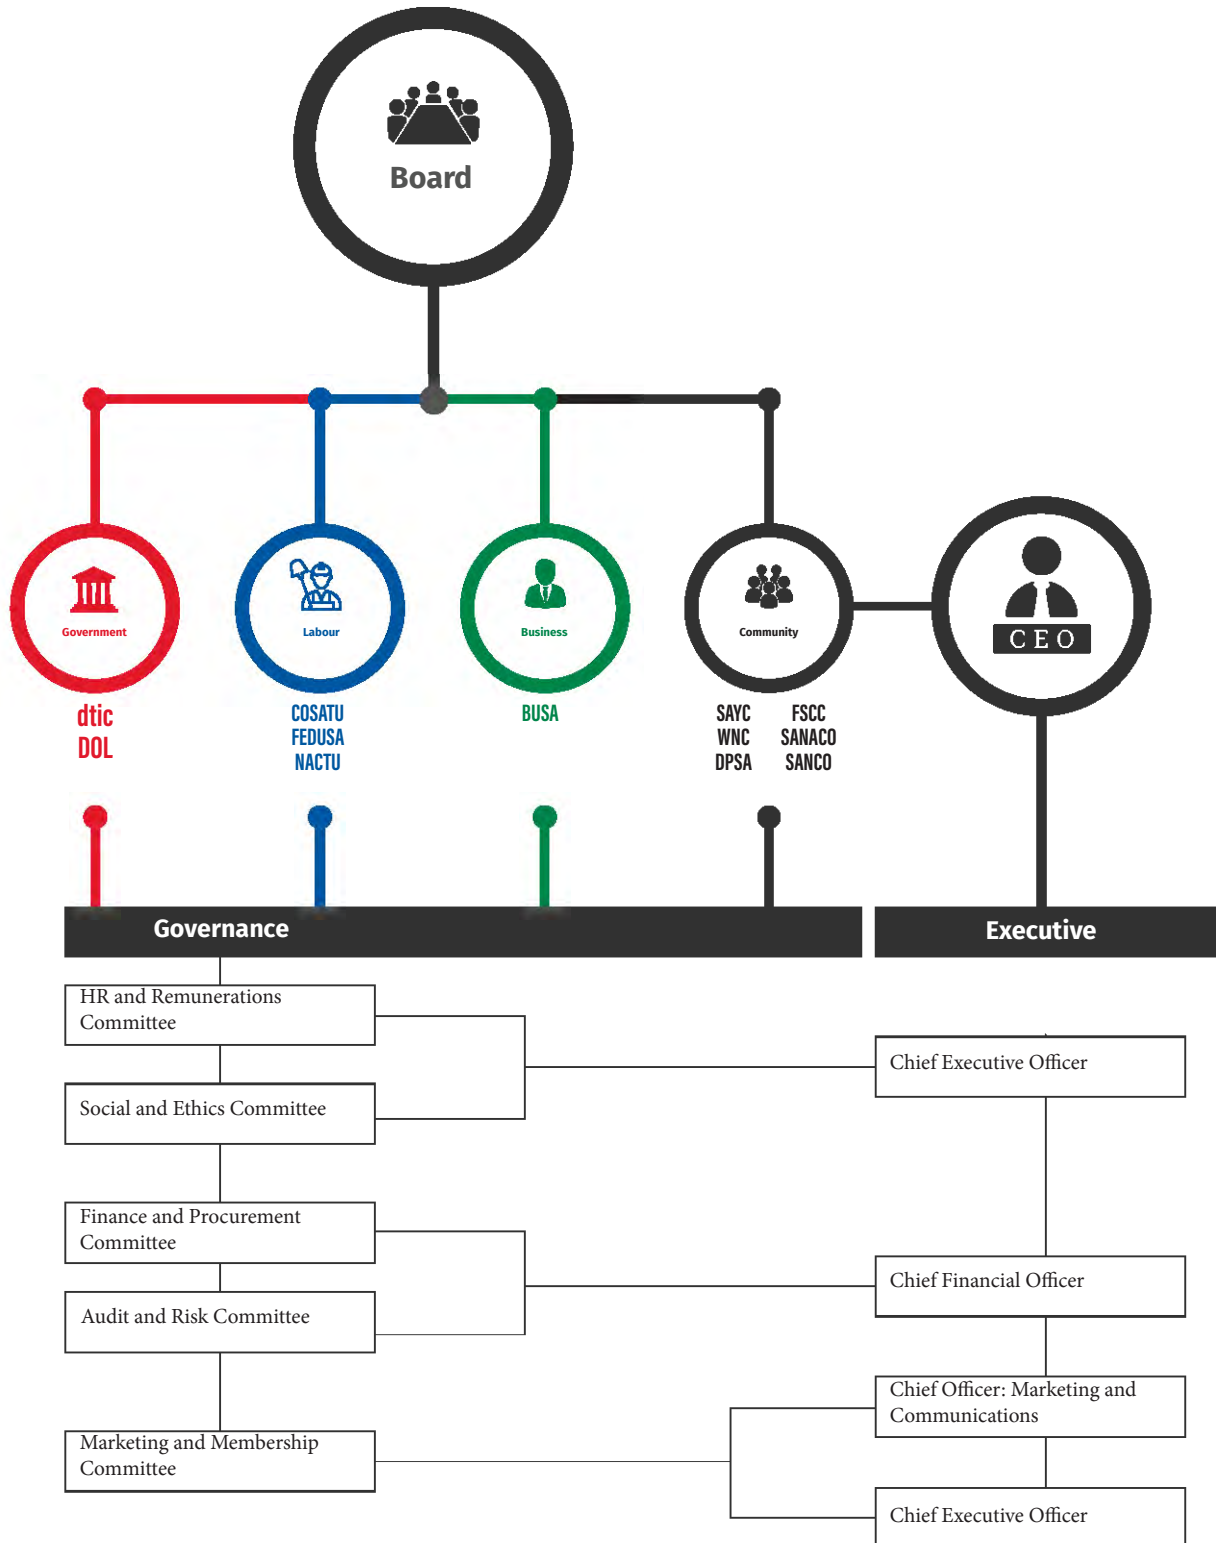 Board
Government
Labour
Business
Community
CEO
dtic
DOL
COSATU
FEDUSA
NACTU
BUSA
SAYC
WNC
DPSA
FSCC
SANACO
SANCO
Governance
Executive
HR and Remunerations
Committee
Social and Ethics Committee
Finance and Procurement
Committee
Audit and Risk Committee
Marketing and Membership
Committee
Chief Executive Officer
Chief Financial Officer
Chief Officer: Marketing and
Communications
Chief Executive Officer